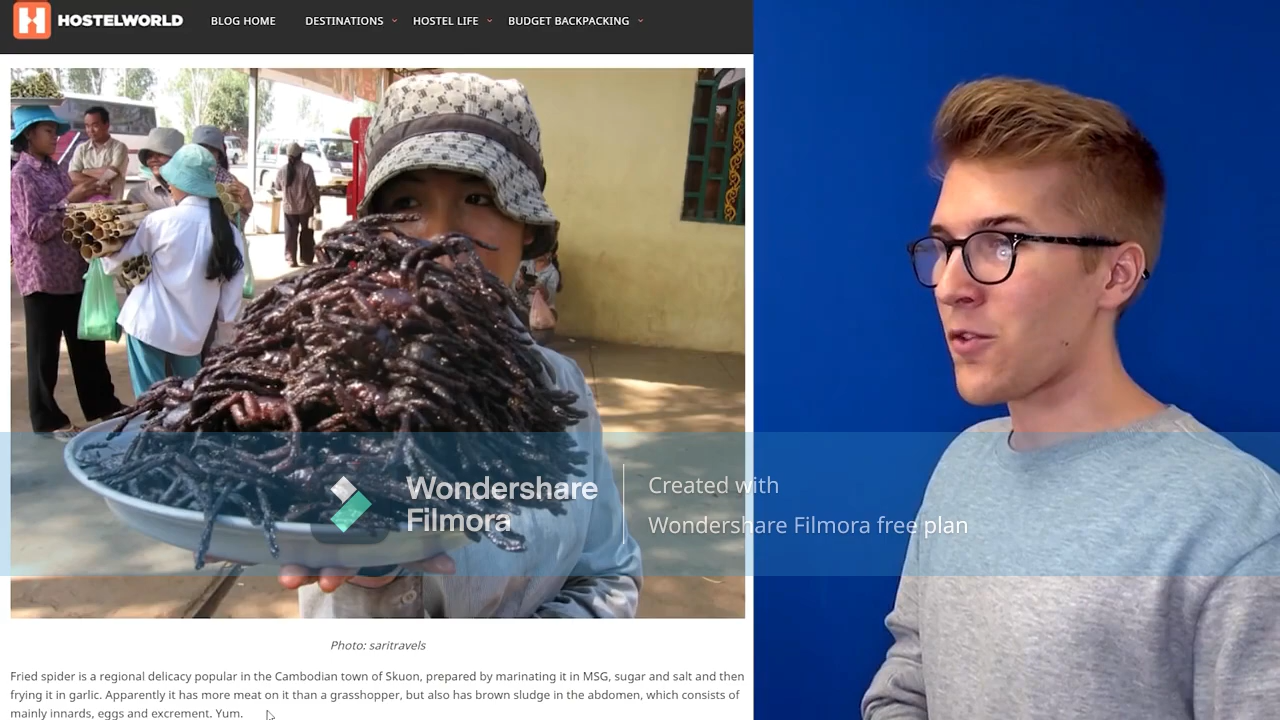 HOSTELWORLD
BLOG HOME DESTINATIONS HOSTEL LIFE BUDGET BACKPACKING
Wondershare
Filmora
Created with
Wondershare Filmora free plan
Photo: saritravels
Fried spider is a regional delicacy popular in the Cambodian town of Skuon, prepared by marinating it in MSG, sugar and salt and then
frying it in garlic. Apparently it has more meat on it than a grasshopper, but also has brown sludge in the abdomen, which consists of
mainly innards, eggs and excrement. Yum.